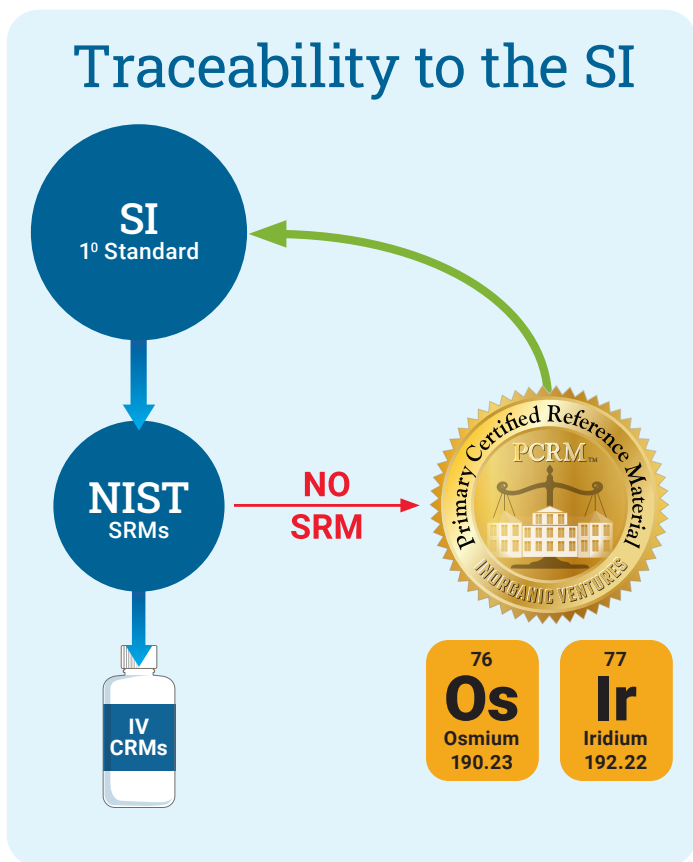 Traceability to the SI
SI
1⁰ Standard
NIST
SRMs
NO
SRM
Primary Certified Reference Material
PCRM™
INORGANIC VENTURES
IV
CRMs
76
Os
Osmium
190.23
77
Ir
Iridium
192.22